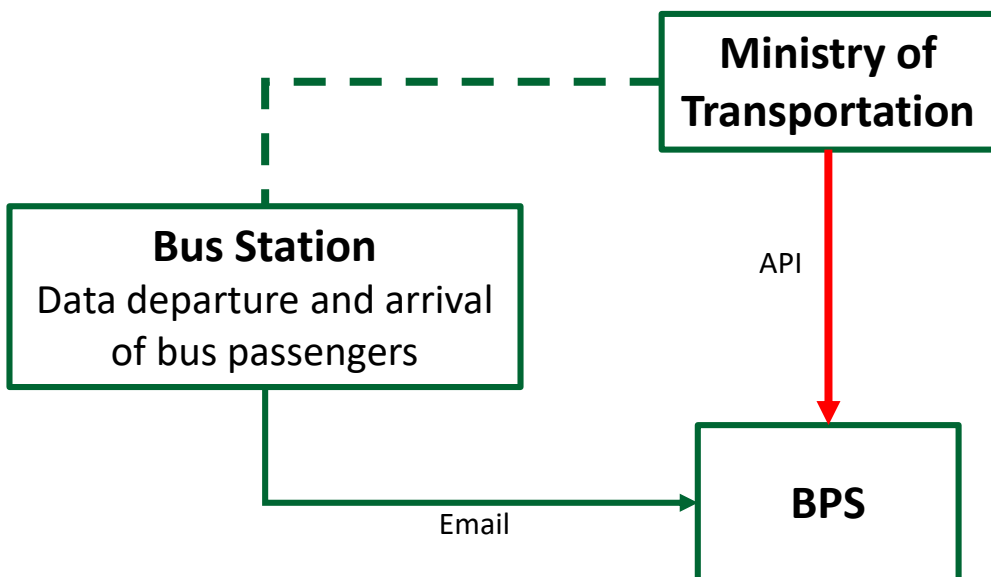 Ministry of
Transportation
Bus Station
Data departure and arrival
of bus passengers
API
Email
BPS